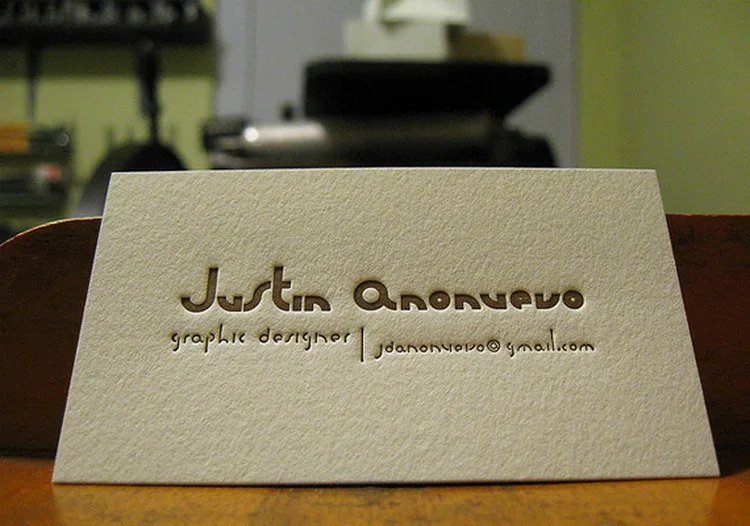 Justin Anonuevo
graphic designer | jdanonuevo@gmail.com